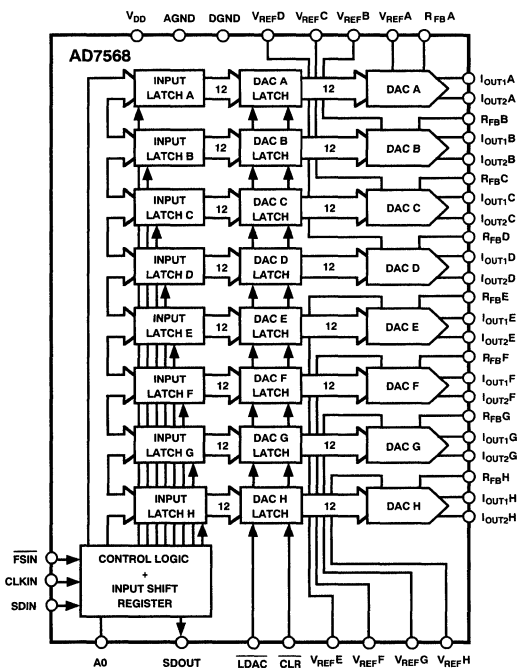 VDD AGND DGND VREFD VREFC VREFB VREFA RFBA
AD7568
INPUT LATCH A 12 DAC A LATCH 12 DAC A
IOUT1A
IOUT2A
RFBB
INPUT LATCH B 12 DAC B LATCH 12 DAC B
IOUT1B
IOUT2B
RFBC
INPUT LATCH C 12 DAC C LATCH 12 DAC C
IOUT1C
IOUT2C
RFBD
INPUT LATCH D 12 DAC D LATCH 12 DAC D
IOUT1D
IOUT2D
RFBE
INPUT LATCH E 12 DAC E LATCH 12 DAC E
IOUT1E
IOUT2E
RFBF
INPUT LATCH F 12 DAC F LATCH 12 DAC F
IOUT1F
IOUT2F
RFBG
INPUT LATCH G 12 DAC G LATCH 12 DAC G
IOUT1G
IOUT2G
RFBH
INPUT LATCH H 12 DAC H LATCH 12 DAC H
IOUT1H
IOUT2H
FSIN
CLKIN
SDIN
CONTROL LOGIC
+
INPUT SHIFT
REGISTER
A0 SDOUT LDAC CLR VREFE VREFF VREFG VREFH